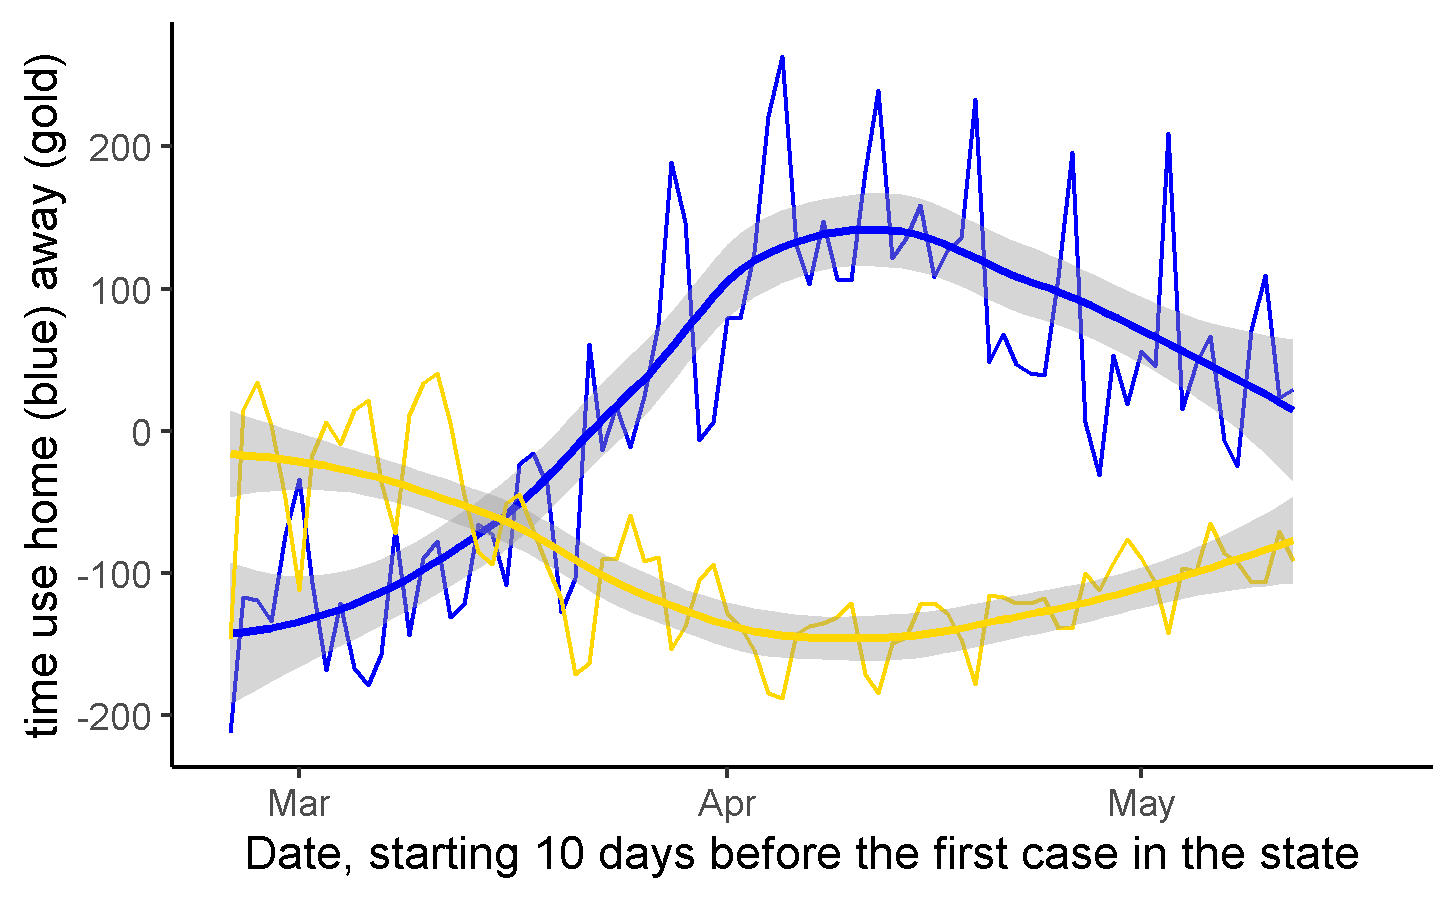 time use home (blue) away (gold)
200
100
0
-100
-200
Mar Apr May
Date, starting 10 days before the first case in the state